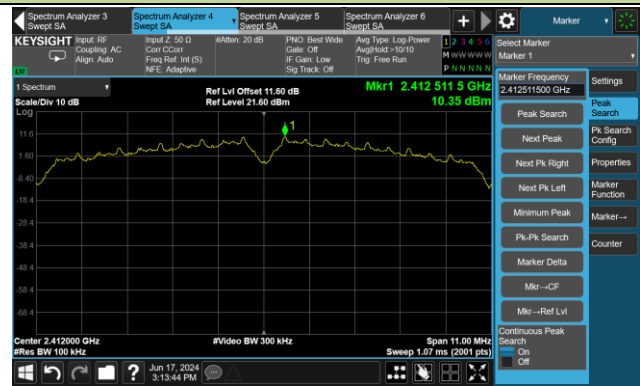 Spectrum Analyzer 3
Swept SA
Spectrum Analyzer 4
Swept SA
Spectrum Analyzer 5
Swept SA
Spectrum Analyzer 6
Swept SA
+
Marker
KEYSIGHT
Input: RF
Coupling: AC
Align: Auto
Input Z: 50 Ω
Corr CCorr
Freq Ref: Int (S)
NFE: Adaptive
#Atten: 20 dB
PNO: Best Wide
Gate: Off
IF Gain: Low
Sig Track: Off
Avg Type: Log-Power
Avg|Hold:>10/10
Trig: Free Run
1 2 3 4 5 6
M W W W W W
P N N N N N
LW
Select Marker
Marker 1
1 Spectrum
Scale/Div 10 dB
Log
Ref Lvl Offset 11.60 dB
Ref Level 21.60 dBm
Mkr1 2.412 511 5 GHz
10.35 dBm
1
11.6
1.60
-8.40
-18.4
-28.4
-38.4
-48.4
-58.4
-68.4
Center 2.412000 GHz
#Res BW 100 kHz
#Video BW 300 kHz
Span 11.00 MHz
Sweep 1.07 ms (2001 pts)
Marker Frequency
2.412511500 GHz
Peak Search
Next Peak
Next Pk Right
Next Pk Left
Minimum Peak
Pk-Pk Search
Marker Delta
Mkr→CF
Mkr→Ref Lvl
Continuous Peak
Search
On
Off
Settings
Peak
Search
Pk Search
Config
Properties
Marker
Function
Marker→
Counter
?
Jun 17, 2024
3:13:44 PM